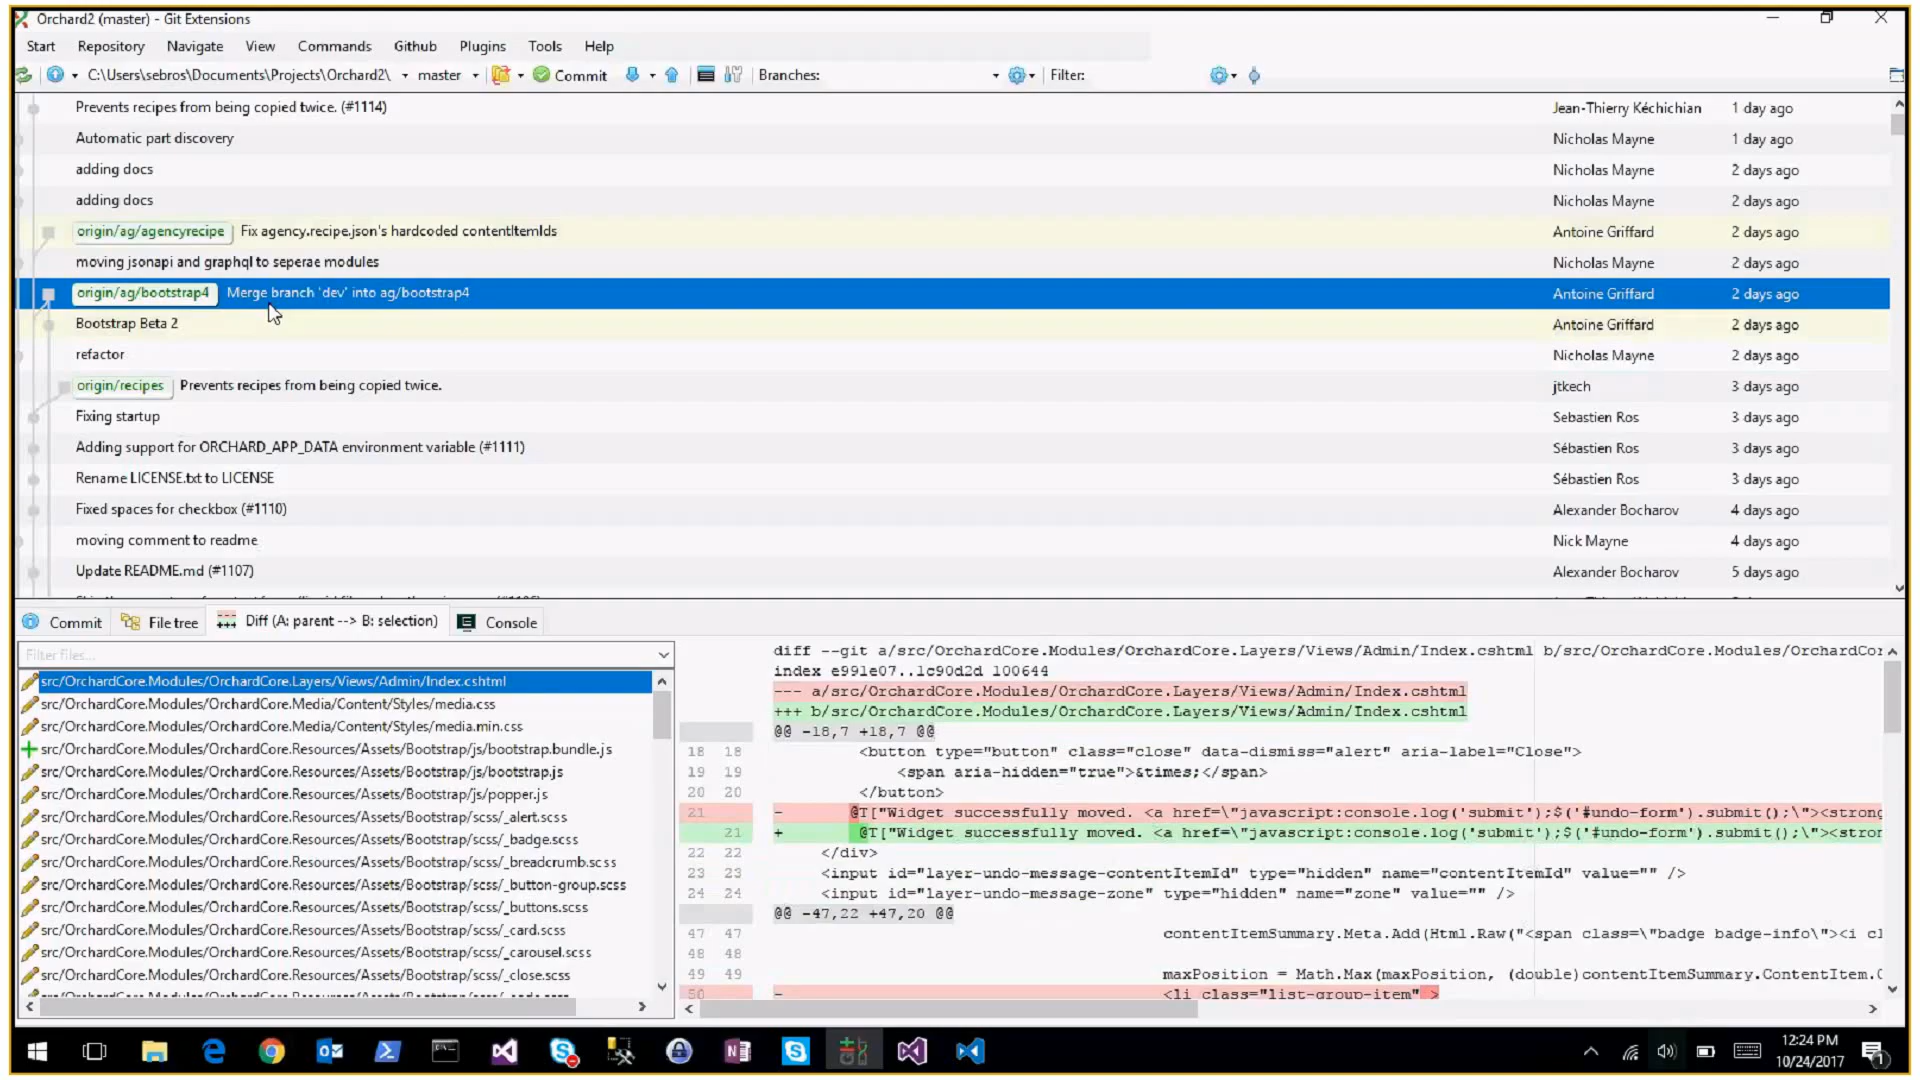 Orchard2 (master) - Git Extensions
Start Repository Navigate View Commands Github Plugins Tools Help
C:\Users\sebros\Documents\Projects\Orchard2\ master Commit Branches: Filter:
Prevents recipes from being copied twice. (#1114) Jean-Thierry Kéchichian 1 day ago
Automatic part discovery Nicholas Mayne 1 day ago
adding docs Nicholas Mayne 2 days ago
adding docs Nicholas Mayne 2 days ago
origin/ag/agencyrecipe Fix agency.recipe.json's hardcoded contentItemIds Antoine Griffard 2 days ago
moving jsonapi and graphql to seperae modules Nicholas Mayne 2 days ago
origin/ag/bootstrap4 Merge branch 'dev' into ag/bootstrap4 Antoine Griffard 2 days ago
Bootstrap Beta 2 Antoine Griffard 2 days ago
refactor Nicholas Mayne 2 days ago
origin/recipes Prevents recipes from being copied twice. jtkech 3 days ago
Fixing startup Sebastien Ros 3 days ago
Adding support for ORCHARD_APP_DATA environment variable (#1111) Sébastien Ros 3 days ago
Rename LICENSE.txt to LICENSE Sébastien Ros 3 days ago
Fixed spaces for checkbox (#1110) Alexander Bocharov 4 days ago
moving comment to readme Nick Mayne 4 days ago
Update README.md (#1107) Alexander Bocharov 5 days ago
Commit File tree Diff (A: parent --> B: selection) Console
Filter files...
src/OrchardCore.Modules/OrchardCore.Layers/Views/Admin/Index.cshtml
src/OrchardCore.Modules/OrchardCore.Media/Content/Styles/media.css
src/OrchardCore.Modules/OrchardCore.Media/Content/Styles/media.min.css
src/OrchardCore.Modules/OrchardCore.Resources/Assets/Bootstrap/js/bootstrap.bundle.js
src/OrchardCore.Modules/OrchardCore.Resources/Assets/Bootstrap/js/bootstrap.js
src/OrchardCore.Modules/OrchardCore.Resources/Assets/Bootstrap/js/popper.js
src/OrchardCore.Modules/OrchardCore.Resources/Assets/Bootstrap/scss/_alert.scss
src/OrchardCore.Modules/OrchardCore.Resources/Assets/Bootstrap/scss/_badge.scss
src/OrchardCore.Modules/OrchardCore.Resources/Assets/Bootstrap/scss/_breadcrumb.scss
src/OrchardCore.Modules/OrchardCore.Resources/Assets/Bootstrap/scss/_button-group.scss
src/OrchardCore.Modules/OrchardCore.Resources/Assets/Bootstrap/scss/_buttons.scss
src/OrchardCore.Modules/OrchardCore.Resources/Assets/Bootstrap/scss/_card.scss
src/OrchardCore.Modules/OrchardCore.Resources/Assets/Bootstrap/scss/_carousel.scss
src/OrchardCore.Modules/OrchardCore.Resources/Assets/Bootstrap/scss/_close.scss
diff --git a/src/OrchardCore.Modules/OrchardCore.Layers/Views/Admin/Index.cshtml b/src/OrchardCore.Modules/OrchardCor
index e991e07..1c90d2d 100644
--- a/src/OrchardCore.Modules/OrchardCore.Layers/Views/Admin/Index.cshtml
+++ b/src/OrchardCore.Modules/OrchardCore.Layers/Views/Admin/Index.cshtml
@@ -18,7 +18,7 @@
18 18 <button type="button" class="close" data-dismiss="alert" aria-label="Close">
19 19 <span aria-hidden="true">&times;</span>
20 20 </button>
21 - @T["Widget successfully moved. <a href=\"javascript:console.log('submit');$('#undo-form').submit();\"><strong
21 + @T["Widget successfully moved. <a href=\"javascript:console.log('submit');$('#undo-form').submit();\"><stron
22 22 </div>
23 23 <input id="layer-undo-message-contentItemId" type="hidden" name="contentItemId" value="" />
24 24 <input id="layer-undo-message-zone" type="hidden" name="zone" value="" />
@@ -47,22 +47,20 @@
47 47 contentItemSummary.Meta.Add(Html.Raw("<span class=\"badge badge-info\"><i cl
48 48
49 49 maxPosition = Math.Max(maxPosition, (double)contentItemSummary.ContentItem.
50 - <li class="list-group-item" >
12:24 PM
10/24/2017